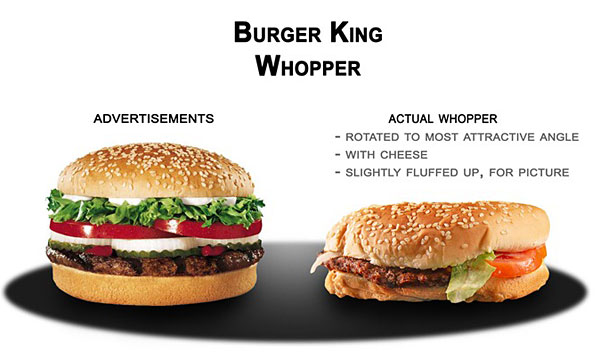 BURGER KING
WHOPPER
ADVERTISEMENTS
ACTUAL WHOPPER
- ROTATED TO MOST ATTRACTIVE ANGLE
- WITH CHEESE
- SLIGHTLY FLUFFED UP, FOR PICTURE